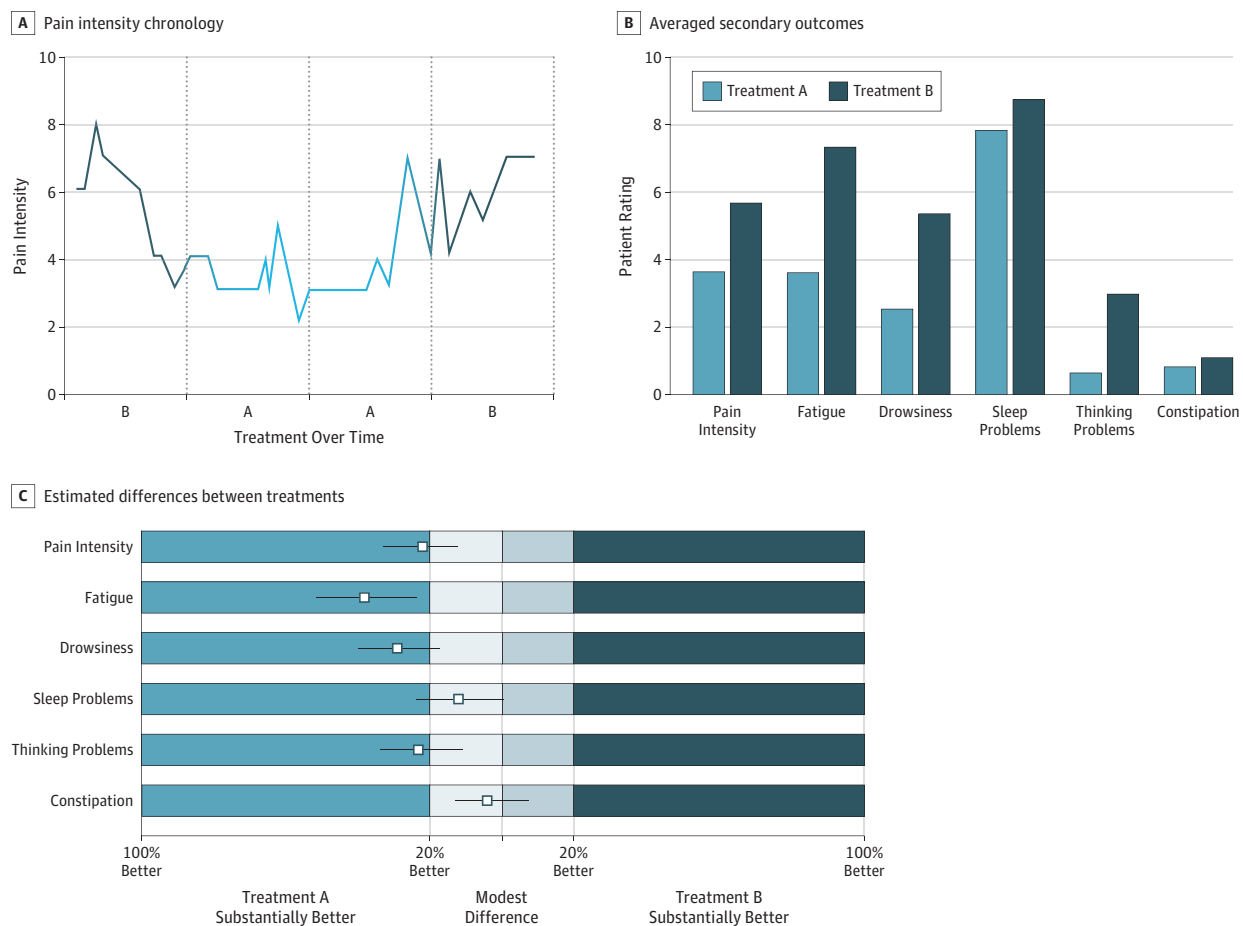 A Pain intensity chronology
10
8
6
4
2
0
Pain Intensity
B
A
A
B
Treatment Over Time
B Averaged secondary outcomes
10
8
6
4
2
0
Patient Rating
Treatment A
Treatment B
Pain
Intensity
Fatigue
Drowsiness
Sleep
Problems
Thinking
Problems
Constipation
C Estimated differences between treatments
Pain Intensity
Fatigue
Drowsiness
Sleep Problems
Thinking Problems
Constipation
100%
Better
20%
Better
20%
Better
100%
Better
Treatment A
Substantially Better
Modest
Difference
Treatment B
Substantially Better